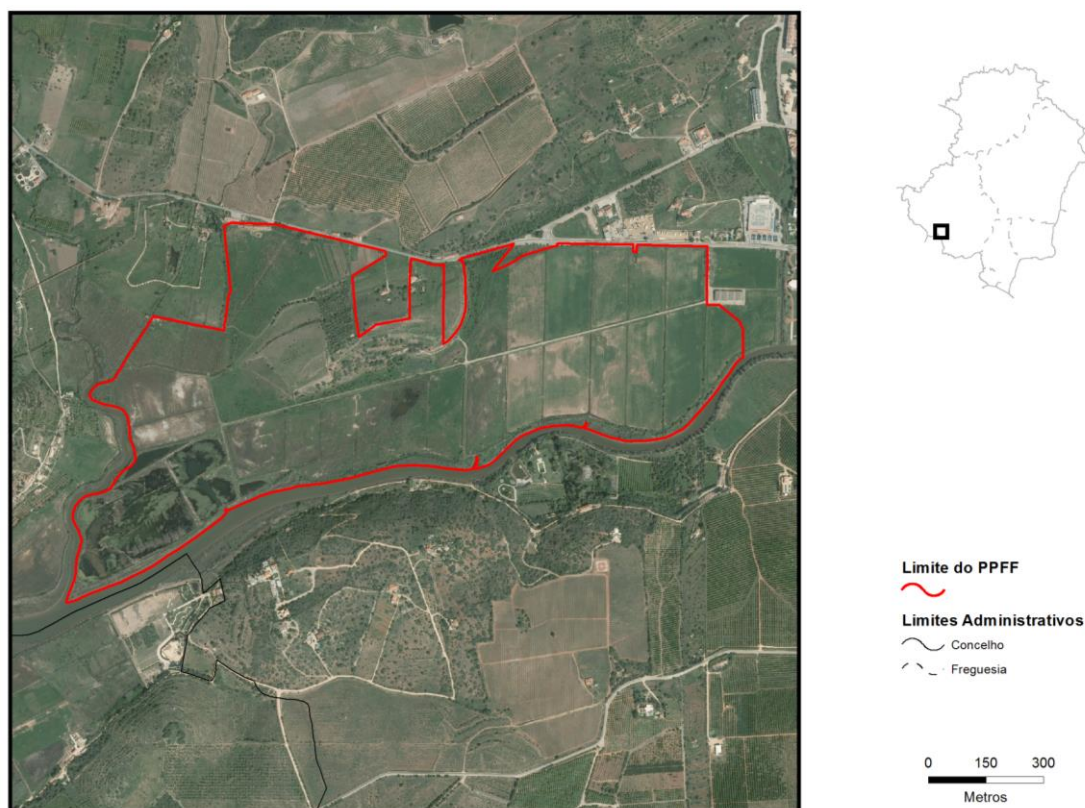 Limite do PPFF
Limites Administrativos
Concelho
Freguesia
0 150 300
Metros